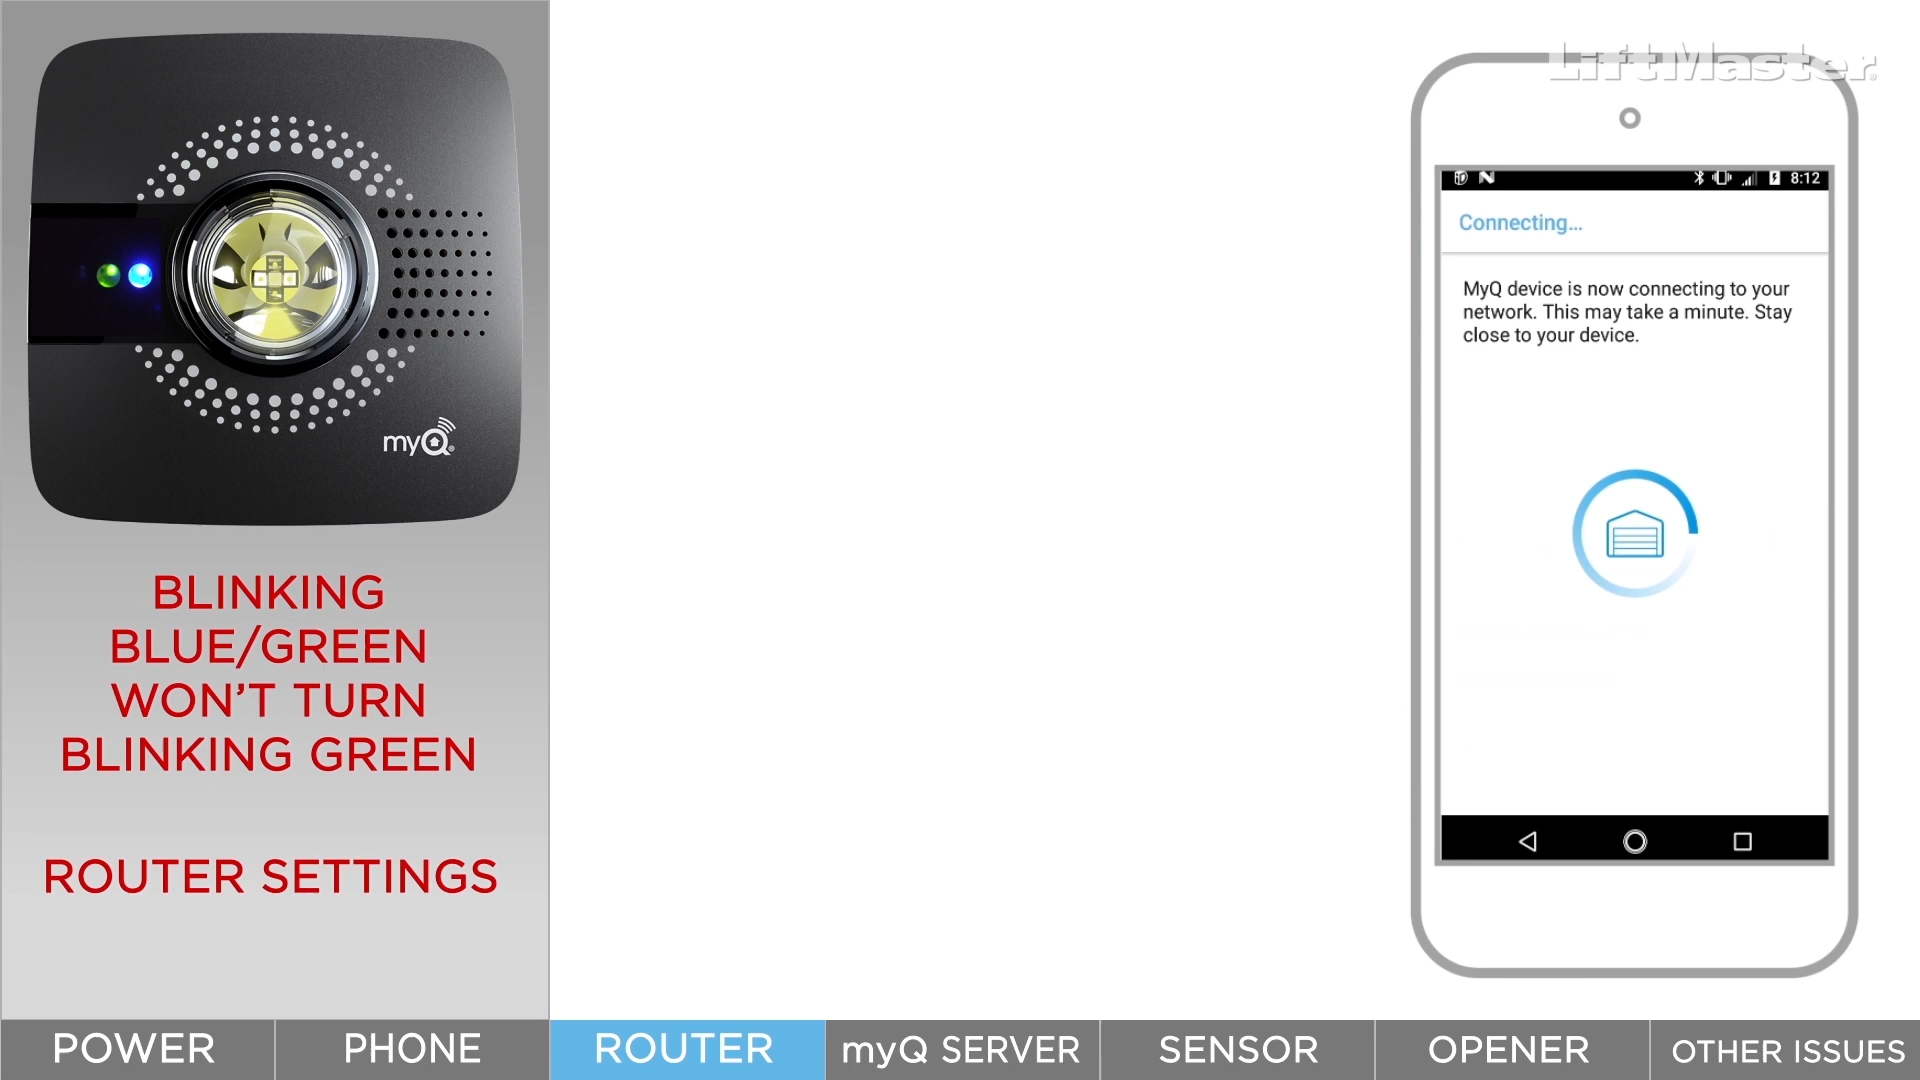 myQ
BLINKING
BLUE/GREEN
WON'T TURN
BLINKING GREEN
ROUTER SETTINGS
LiftMaster
8:12
Connecting...
MyQ device is now connecting to your
network. This may take a minute. Stay
close to your device.
POWER
PHONE
ROUTER
myQ SERVER
SENSOR
OPENER
OTHER ISSUES